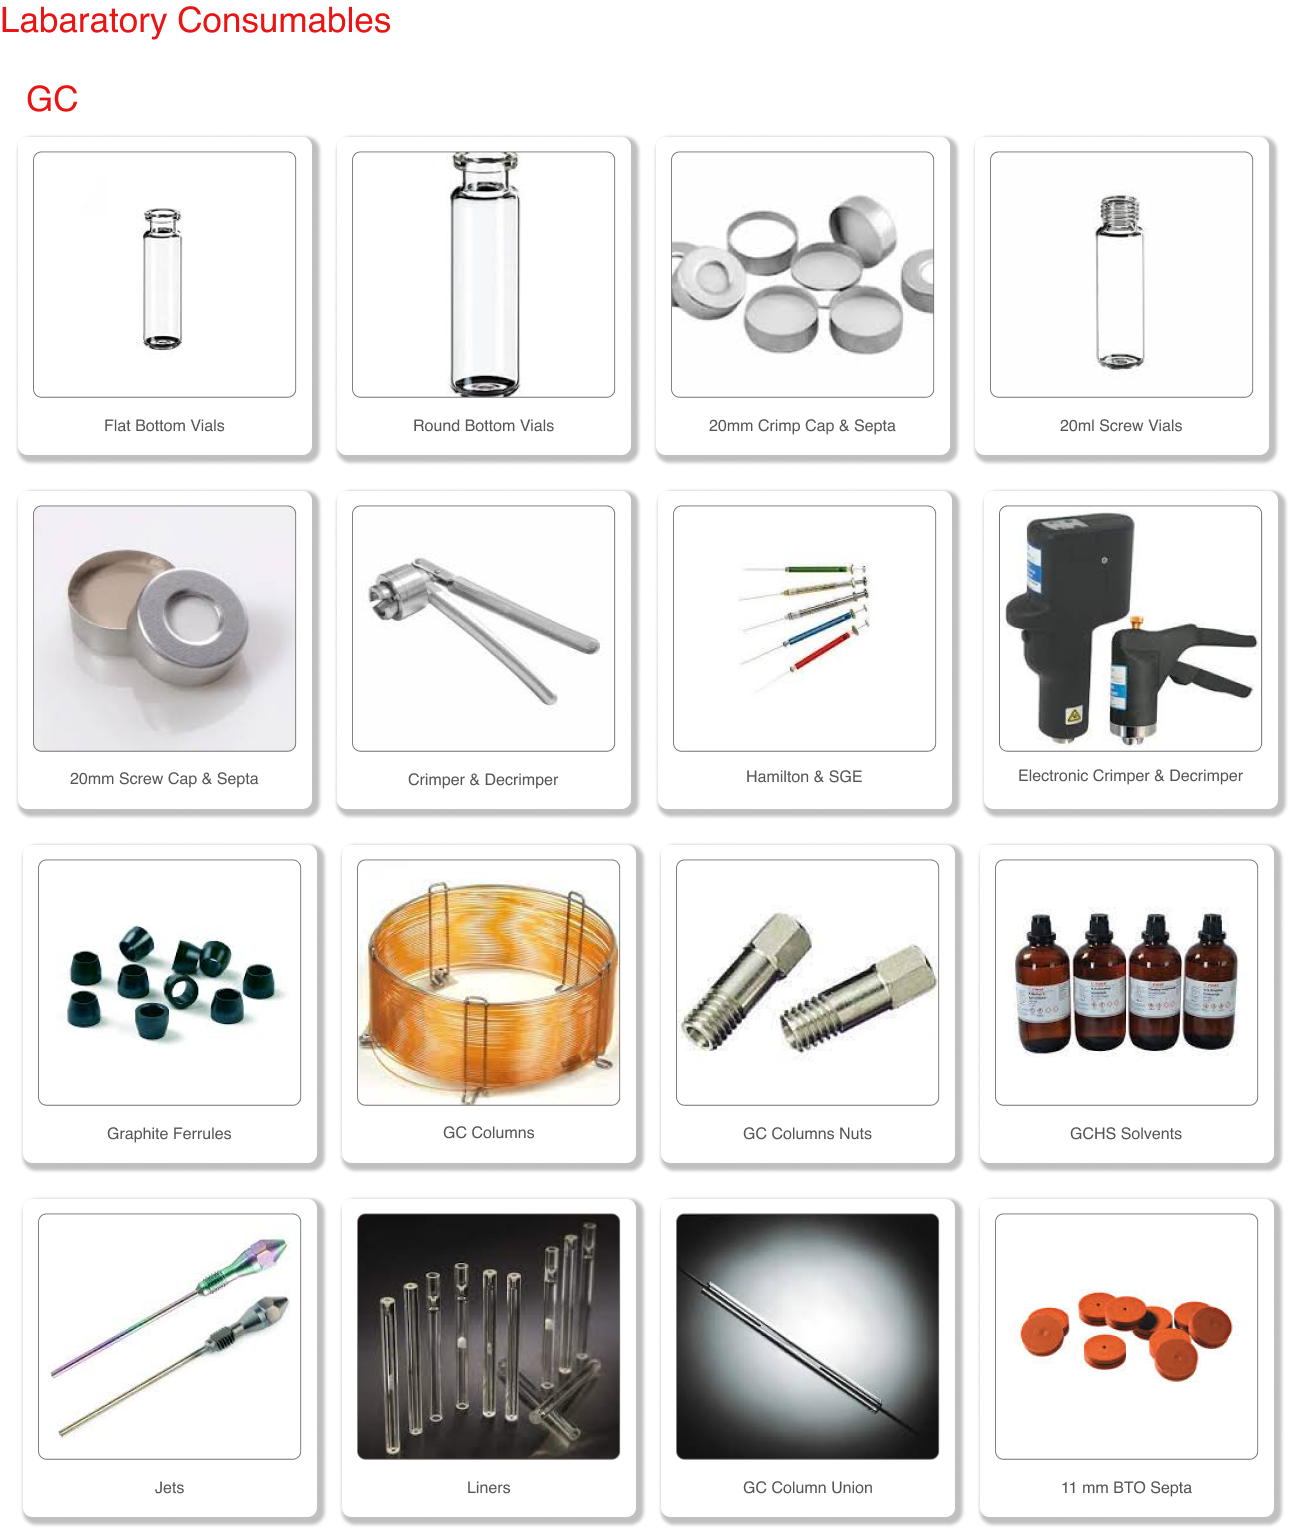 Labaratory Consumables
GC
Flat Bottom Vials
Round Bottom Vials
20mm Crimp Cap & Septa
20ml Screw Vials
20mm Screw Cap & Septa
Crimper & Decrimper
Hamilton & SGE
Electronic Crimper & Decrimper
Graphite Ferrules
GC Columns
GC Columns Nuts
GCHS Solvents
Jets
Liners
GC Column Union
11 mm BTO Septa